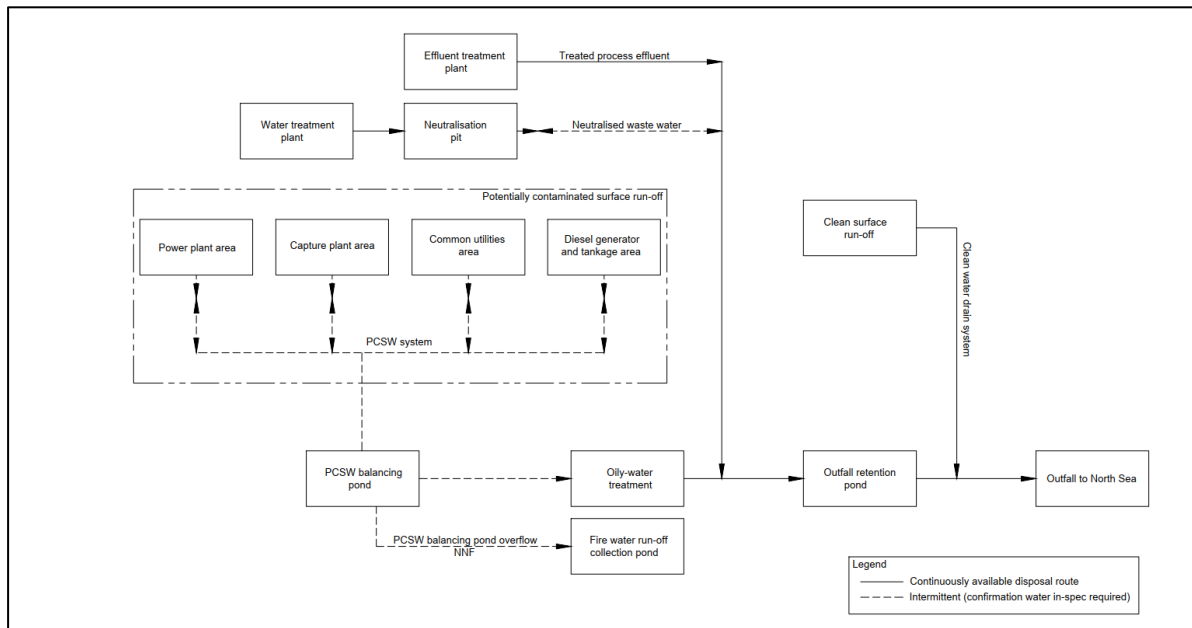 Effluent treatment
plant
Treated process effluent
Water treatment
plant
Neutralisation
pit
Neutralised waste water
Potentially contaminated surface run-off
Power plant area
Capture plant area
Common utilities
area
Diesel generator
and tankage area
Clean surface
run-off
Clean water drain system
PCSW system
PCSW balancing
pond
Oily-water
treatment
Outfall retention
pond
Outfall to North Sea
PCSW balancing pond overflow
NNF
Fire water run-off
collection pond
Legend
Continuously available disposal route
Intermittent (confirmation water in-spec required)